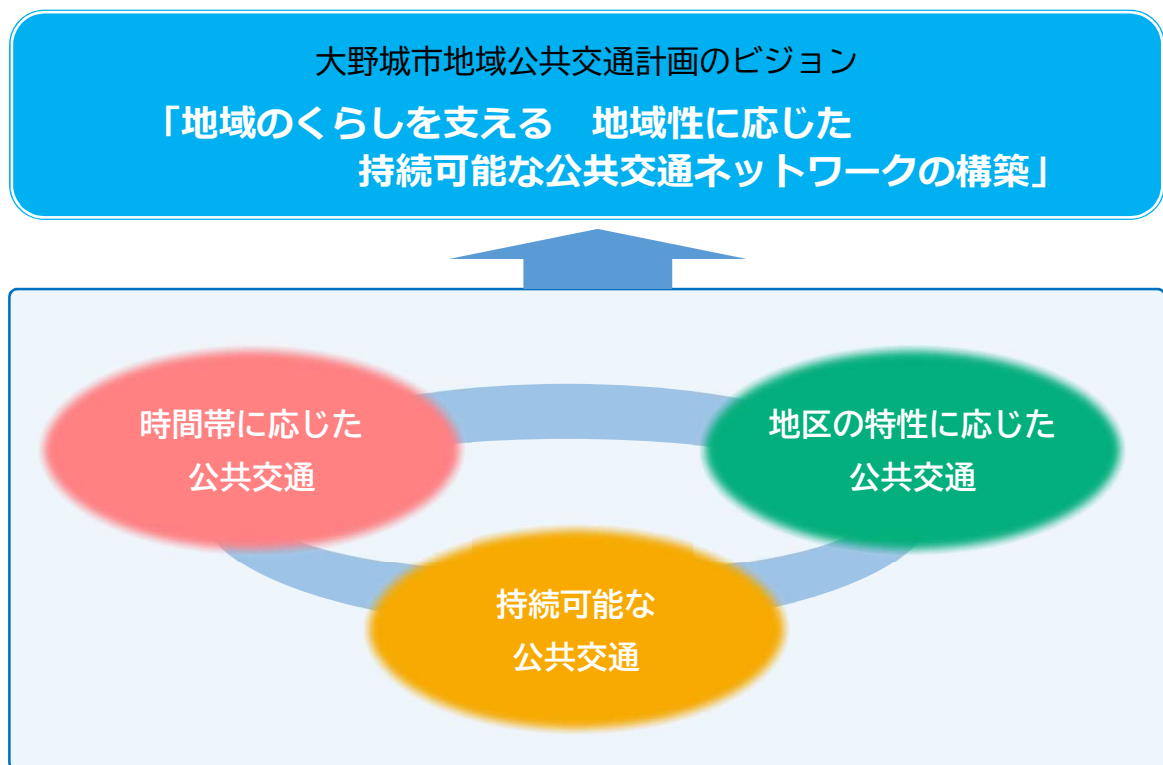 大野城市地域公共交通計画のビジョン
「地域のくらしを支える　地域性に応じた
持続可能な公共交通ネットワークの構築」
時間帯に応じた
公共交通
地区の特性に応じた
公共交通
持続可能な
公共交通